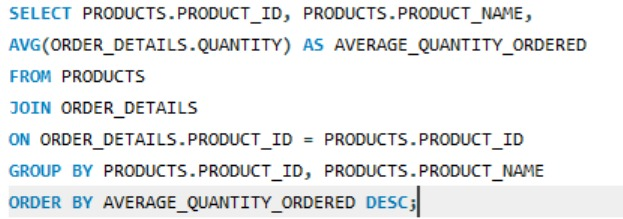 SELECT PRODUCTS.PRODUCT_ID, PRODUCTS.PRODUCT_NAME,
AVG(ORDER_DETAILS.QUANTITY) AS AVERAGE_QUANTITY_ORDERED
FROM PRODUCTS
JOIN ORDER_DETAILS
ON ORDER_DETAILS.PRODUCT_ID = PRODUCTS.PRODUCT_ID
GROUP BY PRODUCTS.PRODUCT_ID, PRODUCTS.PRODUCT_NAME
ORDER BY AVERAGE_QUANTITY_ORDERED DESC;